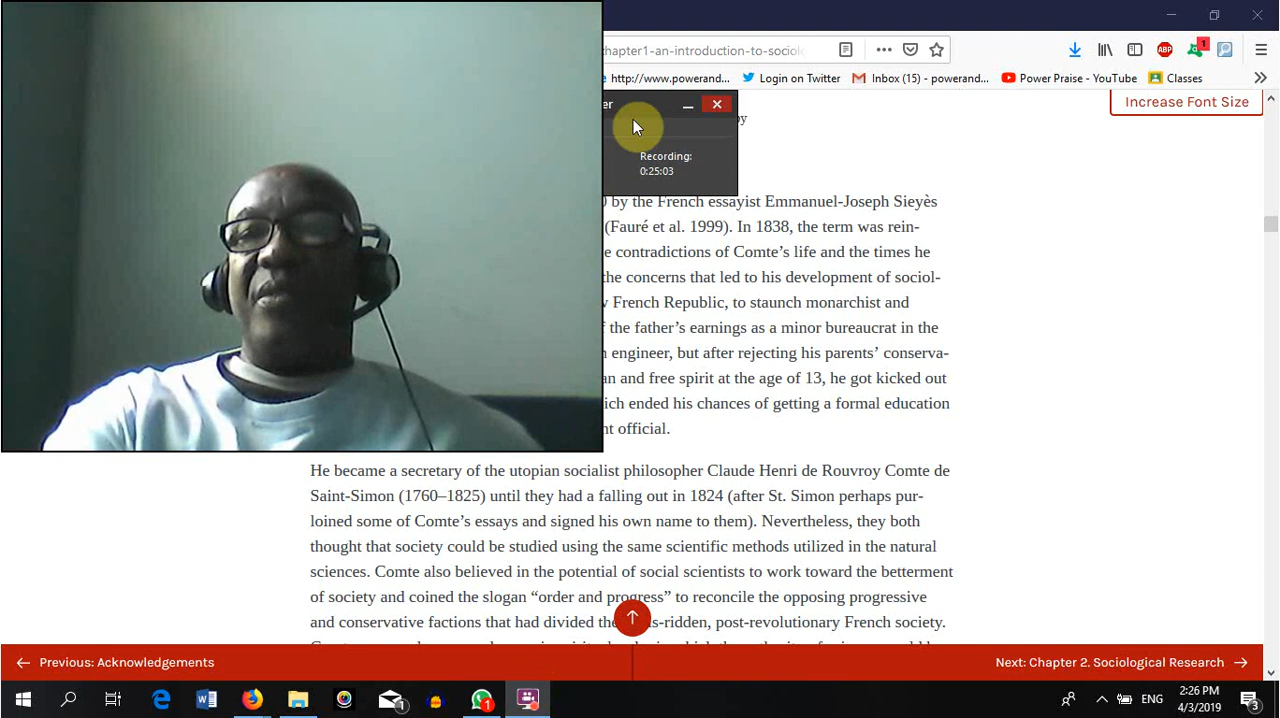 chapter1-an-introduction-to-sociol
1
http://www.powerand...
Login on Twitter
Inbox (15) - powerand...
Power Praise - YouTube
Classes
ABP
Increase Font Size
er
by
Recording:
0:25:03
0 by the French essayist Emmanuel-Joseph Sieyès
(Fauré et al. 1999). In 1838, the term was rein-
e contradictions of Comte's life and the times he
the concerns that led to his development of sociol-
w French Republic, to staunch monarchist and
f the father's earnings as a minor bureaucrat in the
n engineer, but after rejecting his parents' conserva-
an and free spirit at the age of 13, he got kicked out
ich ended his chances of getting a formal education
nt official.
He became a secretary of the utopian socialist philosopher Claude Henri de Rouvroy Comte de
Saint-Simon (1760–1825) until they had a falling out in 1824 (after St. Simon perhaps pur-
loined some of Comte's essays and signed his own name to them). Nevertheless, they both
thought that society could be studied using the same scientific methods utilized in the natural
sciences. Comte also believed in the potential of social scientists to work toward the betterment
of society and coined the slogan “order and progress” to reconcile the opposing progressive
and conservative factions that had divided the s-ridden, post-revolutionary French society.
Previous: Acknowledgements
Next: Chapter 2. Sociological Research
1
1
ENG
2:26 PM
4/3/2019
3